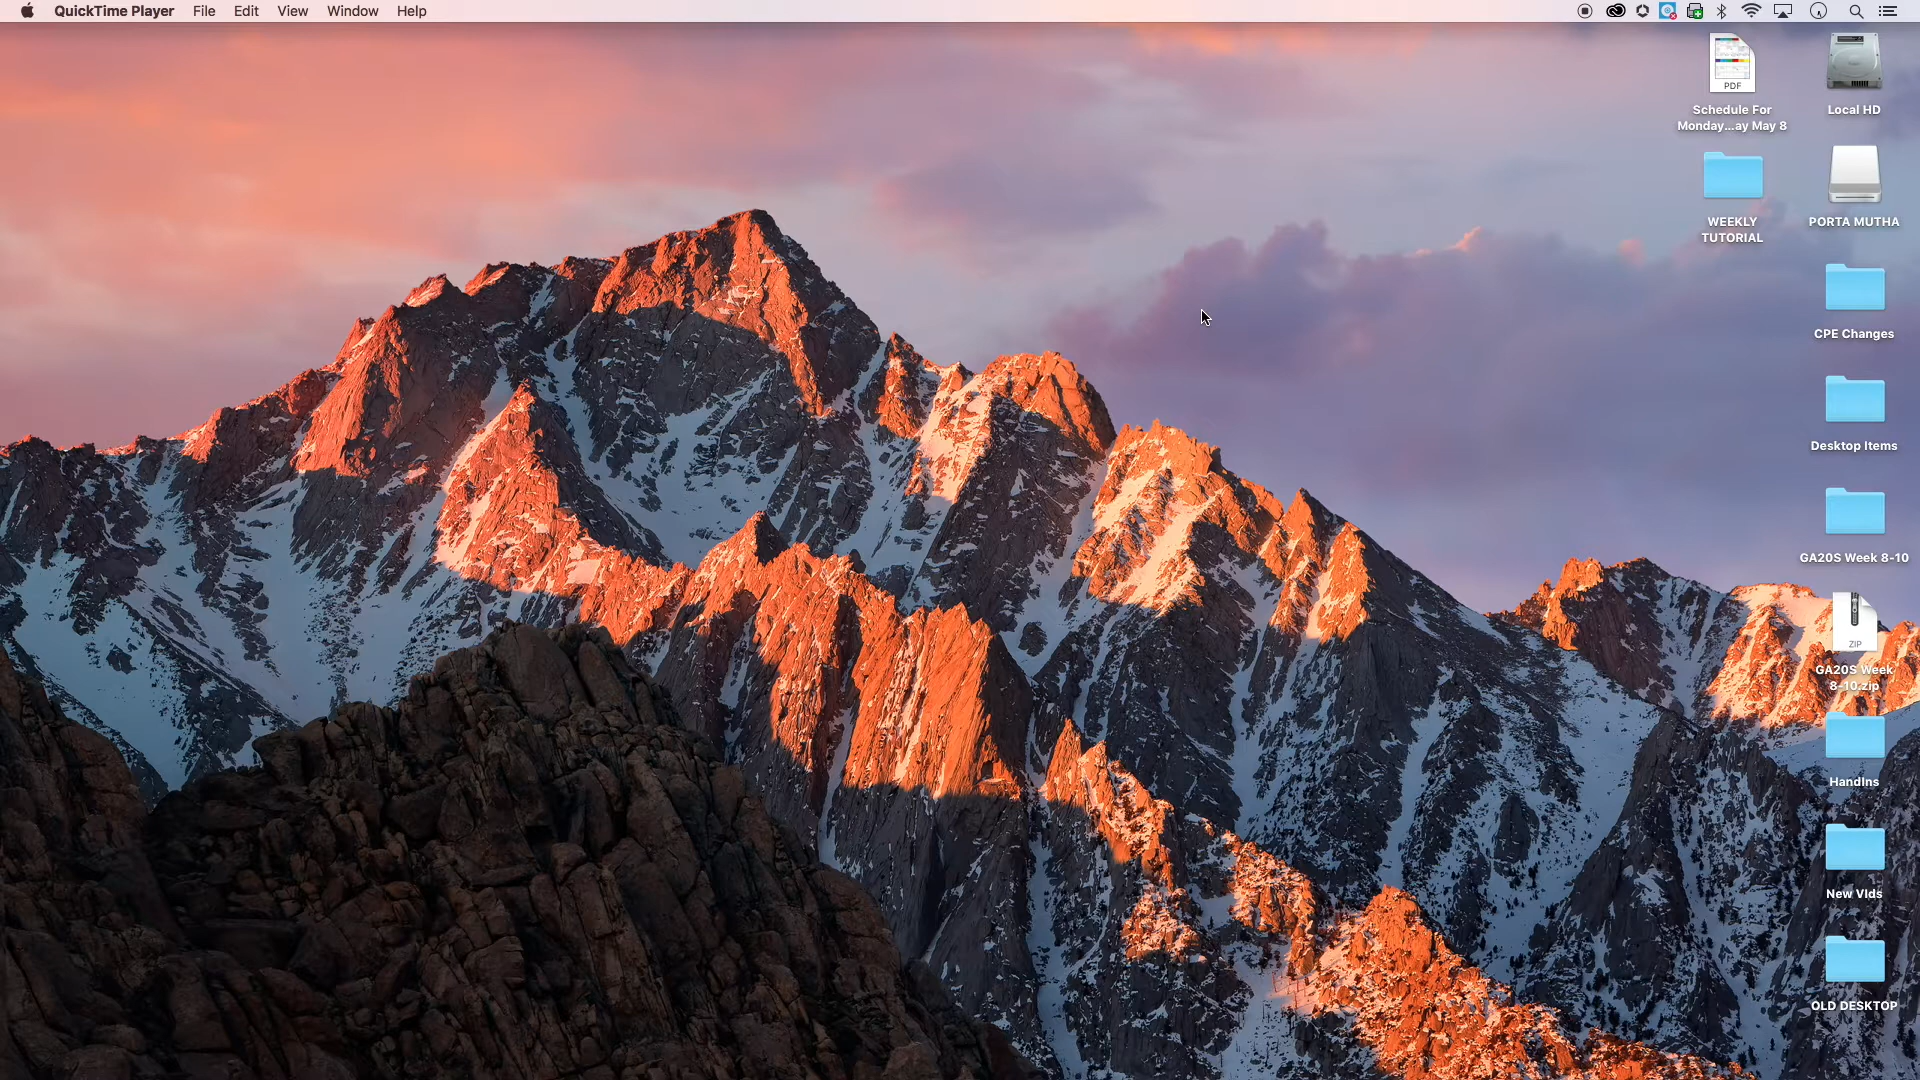 QuickTime Player File Edit View Window Help
PDF
Schedule For
Monday...ay May 8
Local HD
WEEKLY
TUTORIAL
PORTA MUTHA
CPE Changes
Desktop Items
GA20S Week 8-10
ZIP
GA20S Week
8-10.zip
HandIns
New VIds
OLD DESKTOP